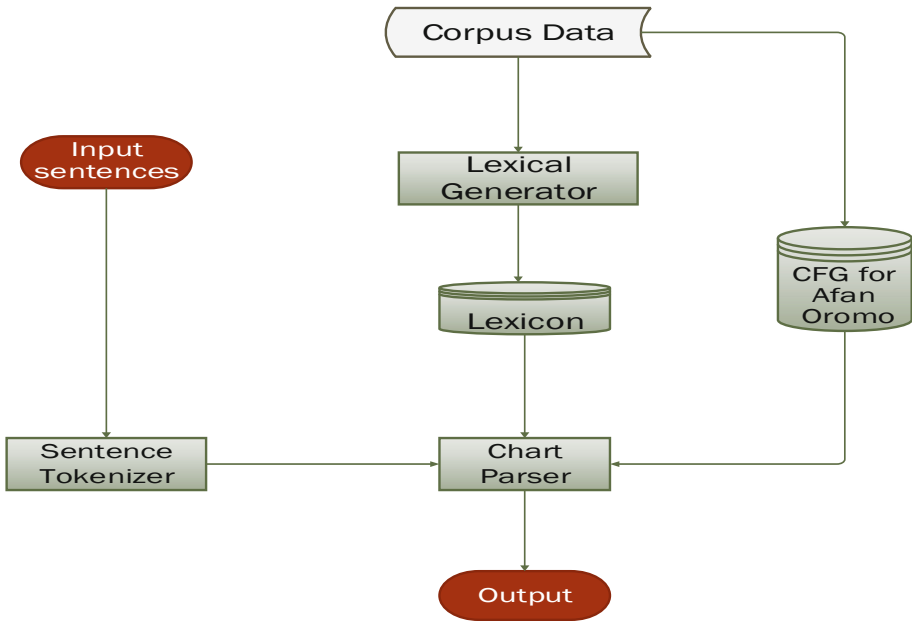 Corpus Data
Input
sentences
Lexical
Generator
CFG for
Afan
Oromo
Lexicon
Sentence
Tokenizer
Chart
Parser
Output